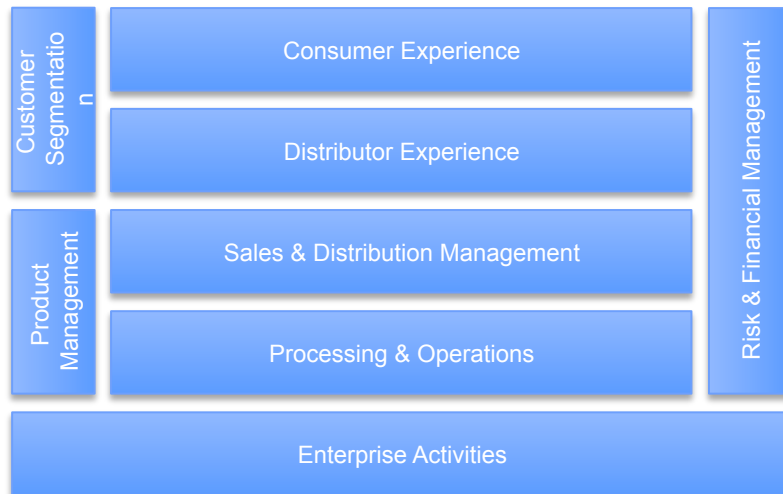 Customer
Segmentatio
n
Consumer Experience
Distributor Experience
Product
Management
Sales & Distribution Management
Processing & Operations
Risk & Financial Management
Enterprise Activities